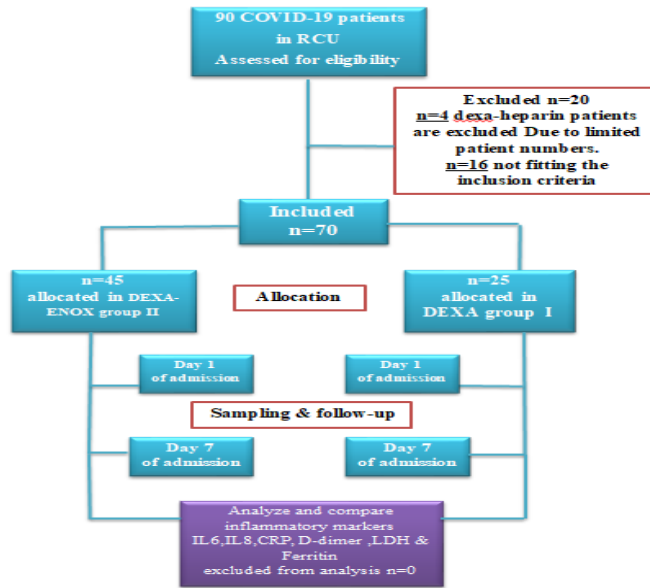 90 COVID-19 patients
in RCU
Assessed for eligibility
Excluded n=20
n=4 dexa-heparin patients
are excluded Due to limited
patient numbers.
n=16 not fitting the
inclusion criteria
Included
n=70
n=45
allocated in DEXA-
ENOX group II
Allocation
n=25
allocated in
DEXA group I
Day 1
of admission
Day 1
of admission
Sampling & follow-up
Day 7
of admission
Day 7
of admission
Analyze and compare
inflammatory markers
IL6,IL8,CRP, D-dimer ,LDH &
Ferritin
excluded from analysis n=0